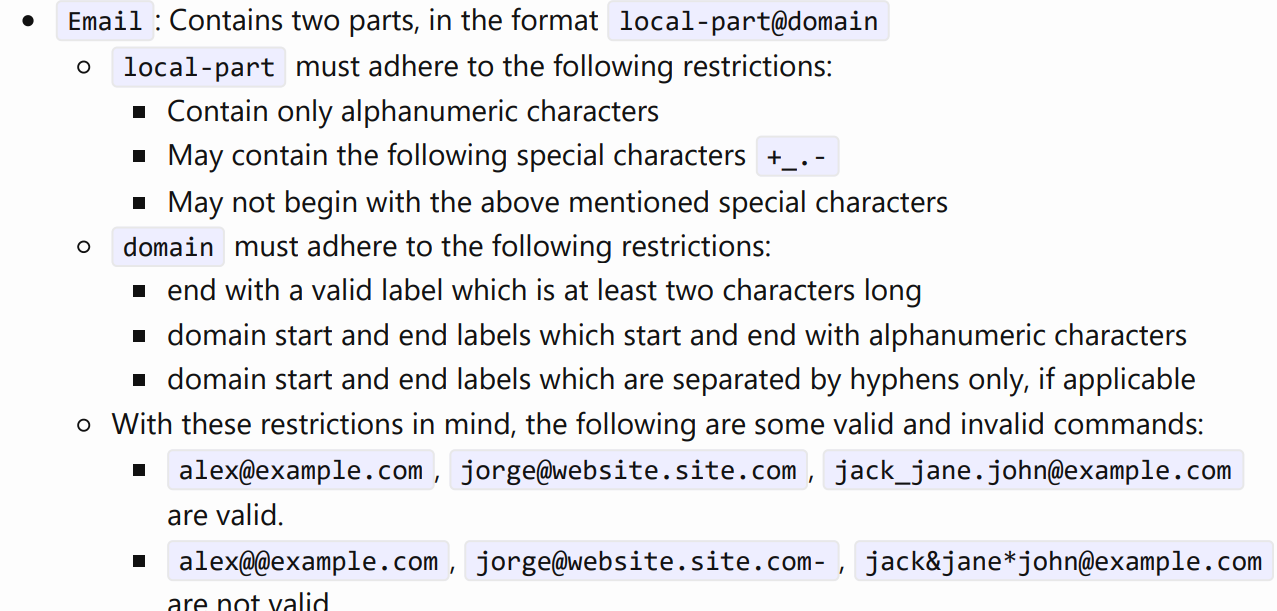 Email: Contains two parts, in the format local-part@domain
local-part must adhere to the following restrictions:
Contain only alphanumeric characters
May contain the following special characters +_.-
May not begin with the above mentioned special characters
domain must adhere to the following restrictions:
end with a valid label which is at least two characters long
domain start and end labels which start and end with alphanumeric characters
domain start and end labels which are separated by hyphens only, if applicable
With these restrictions in mind, the following are some valid and invalid commands:
alex@example.com, jorge@website.site.com, jack_jane.john@example.com
are valid.
alex@@example.com, jorge@website.site.com-, jack&jane*john@example.com
are not valid